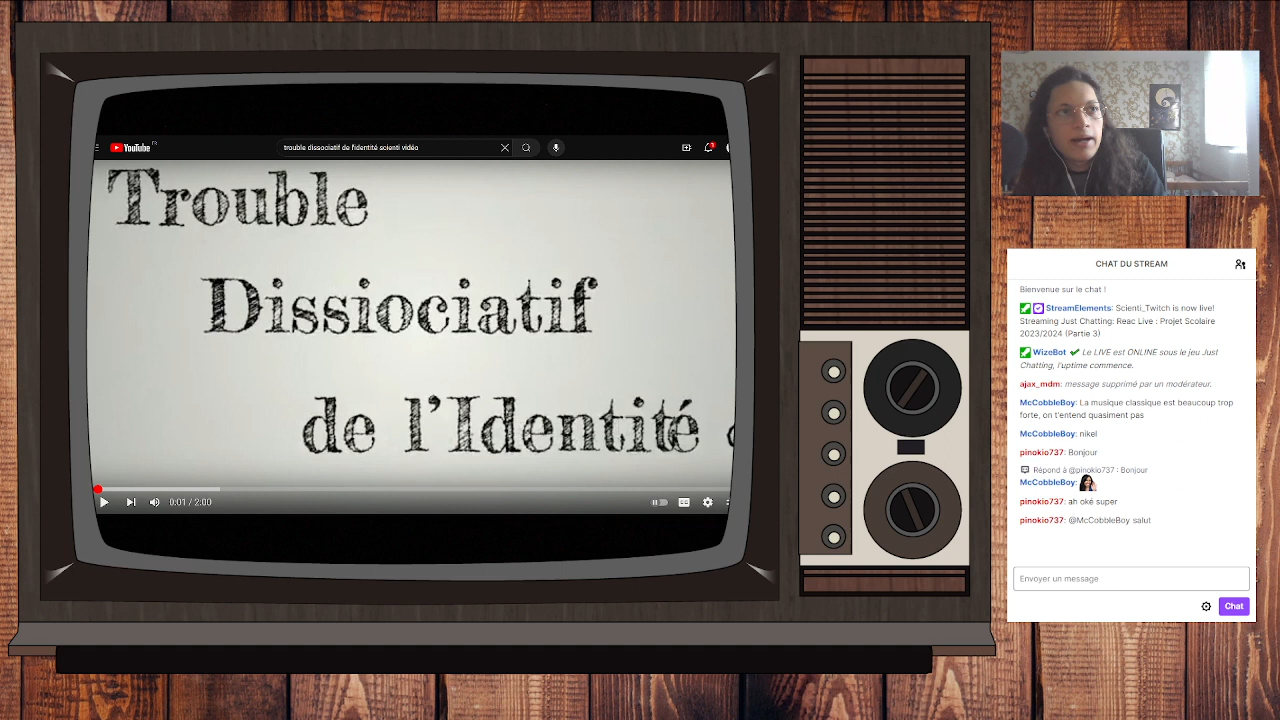 YouTube FR
trouble dissociatif de l'identité scienti vidéo
Trouble
Dissiociatif
de l'Identité
0:01 / 2:00
CHAT DU STREAM
Bienvenue sur le chat !
StreamElements: Scienti_Twitch is now live!
Streaming Just Chatting: Reac Live : Projet Scolaire
2023/2024 (Partie 3)
WizeBot Le LIVE est ONLINE sous le jeu Just
Chatting, l'uptime commence.
ajax_mdm: message supprimé par un modérateur.
McCobbleBoy: La musique classique est beaucoup trop
forte, on t'entend quasiment pas
McCobbleBoy: nikel
pinokio737: Bonjour
Répond à @pinokio737 : Bonjour
McCobbleBoy:
pinokio737: ah oké super
pinokio737: @McCobbleBoy salut
Envoyer un message
Chat